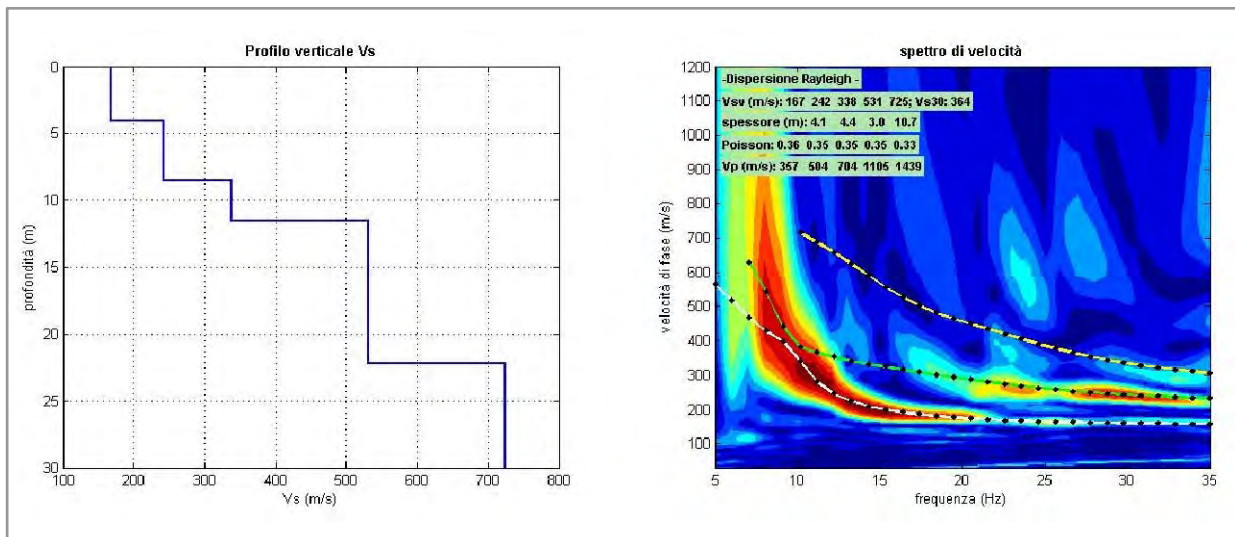 Profilo verticale Vs
0
5
10
15
20
25
30
profondità (m)
100 200 300 400 500 600 700 800
Vs (m/s)
spettro di velocità
1200
1100
1000
900
800
700
600
500
400
300
200
100
velocità di fase (m/s)
-Dispersione Rayleigh -
Vsv (m/s): 167 242 338 531 725; Vs30: 364
spessore (m): 4.1 4.4 3.0 10.7
Poisson: 0.36 0.35 0.35 0.35 0.33
Vp (m/s): 357 504 704 1105 1439
5 10 15 20 25 30 35
frequenza (Hz)